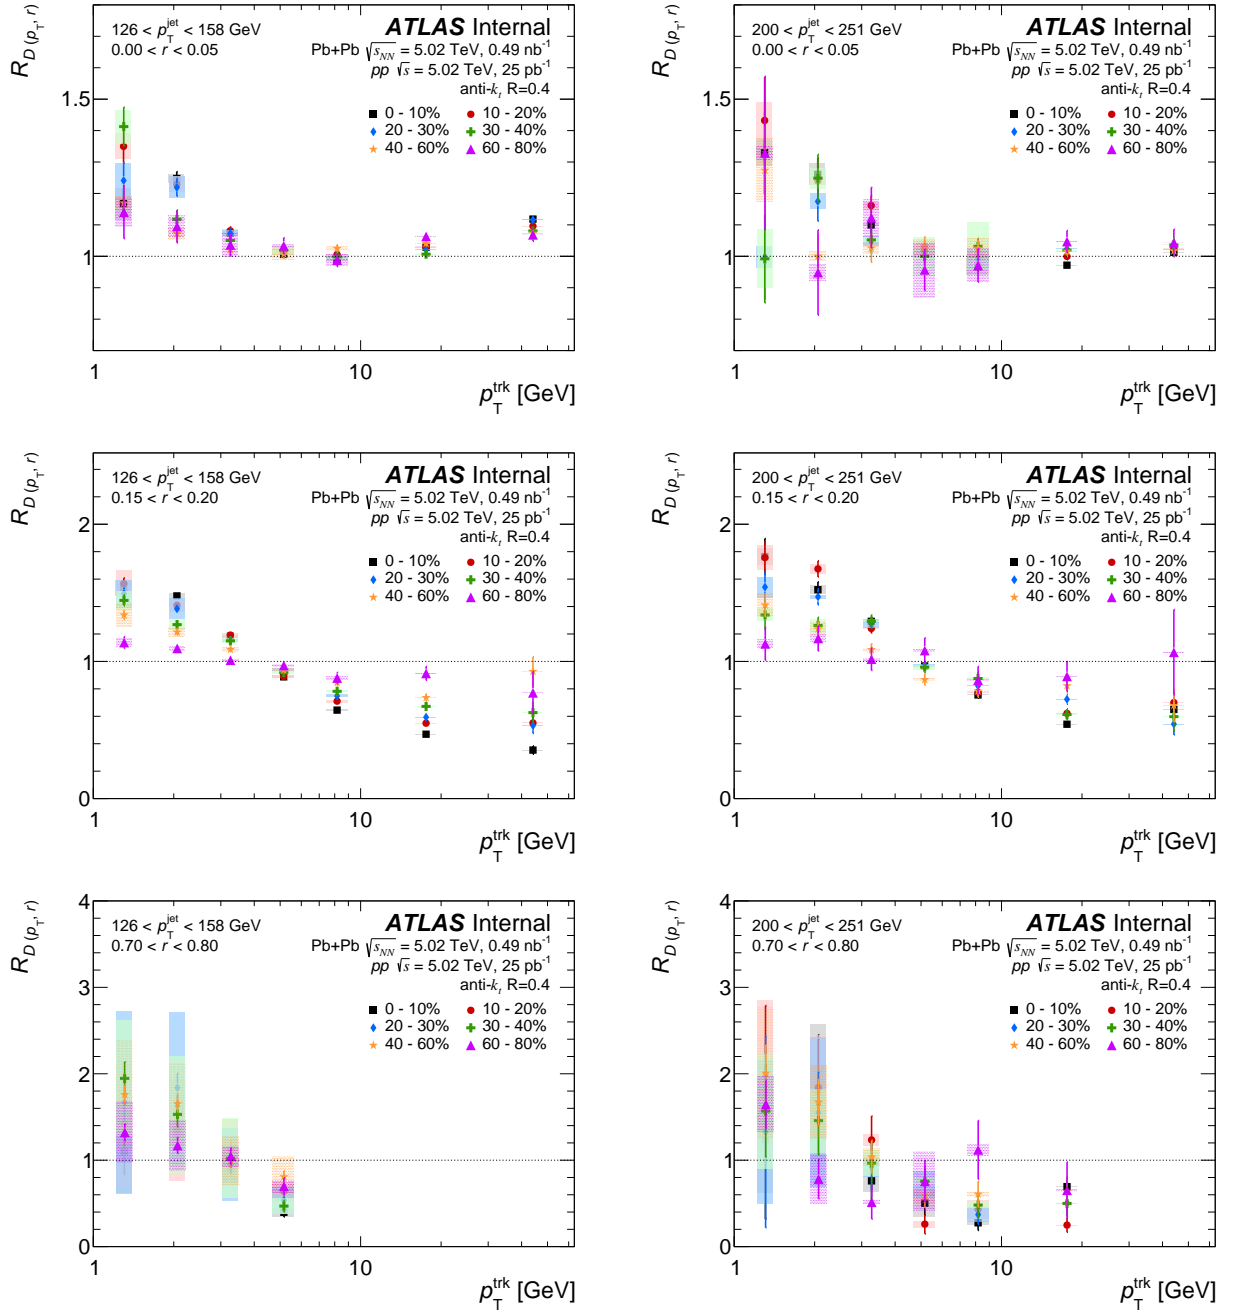 126 < p_T^jet < 158 GeV
0.00 < r < 0.05
ATLAS Internal
Pb+Pb √s_NN = 5.02 TeV, 0.49 nb^-1
pp √s = 5.02 TeV, 25 pb^-1
anti-k_t R=0.4
0 - 10% 10 - 20%
20 - 30% 30 - 40%
40 - 60% 60 - 80%
R_D (p_T, r)
1.5
1
1 10
p_T^trk [GeV]
200 < p_T^jet < 251 GeV
0.00 < r < 0.05
ATLAS Internal
Pb+Pb √s_NN = 5.02 TeV, 0.49 nb^-1
pp √s = 5.02 TeV, 25 pb^-1
anti-k_t R=0.4
0 - 10% 10 - 20%
20 - 30% 30 - 40%
40 - 60% 60 - 80%
R_D (p_T, r)
1.5
1
1 10
p_T^trk [GeV]
126 < p_T^jet < 158 GeV
0.15 < r < 0.20
ATLAS Internal
Pb+Pb √s_NN = 5.02 TeV, 0.49 nb^-1
pp √s = 5.02 TeV, 25 pb^-1
anti-k_t R=0.4
0 - 10% 10 - 20%
20 - 30% 30 - 40%
40 - 60% 60 - 80%
R_D (p_T, r)
2
1
0
1 10
p_T^trk [GeV]
200 < p_T^jet < 251 GeV
0.15 < r < 0.20
ATLAS Internal
Pb+Pb √s_NN = 5.02 TeV, 0.49 nb^-1
pp √s = 5.02 TeV, 25 pb^-1
anti-k_t R=0.4
0 - 10% 10 - 20%
20 - 30% 30 - 40%
40 - 60% 60 - 80%
R_D (p_T, r)
2
1
0
1 10
p_T^trk [GeV]
126 < p_T^jet < 158 GeV
0.70 < r < 0.80
ATLAS Internal
Pb+Pb √s_NN = 5.02 TeV, 0.49 nb^-1
pp √s = 5.02 TeV, 25 pb^-1
anti-k_t R=0.4
0 - 10% 10 - 20%
20 - 30% 30 - 40%
40 - 60% 60 - 80%
R_D (p_T, r)
4
3
2
1
0
1 10
p_T^trk [GeV]
200 < p_T^jet < 251 GeV
0.70 < r < 0.80
ATLAS Internal
Pb+Pb √s_NN = 5.02 TeV, 0.49 nb^-1
pp √s = 5.02 TeV, 25 pb^-1
anti-k_t R=0.4
0 - 10% 10 - 20%
20 - 30% 30 - 40%
40 - 60% 60 - 80%
R_D (p_T, r)
4
3
2
1
0
1 10
p_T^trk [GeV]